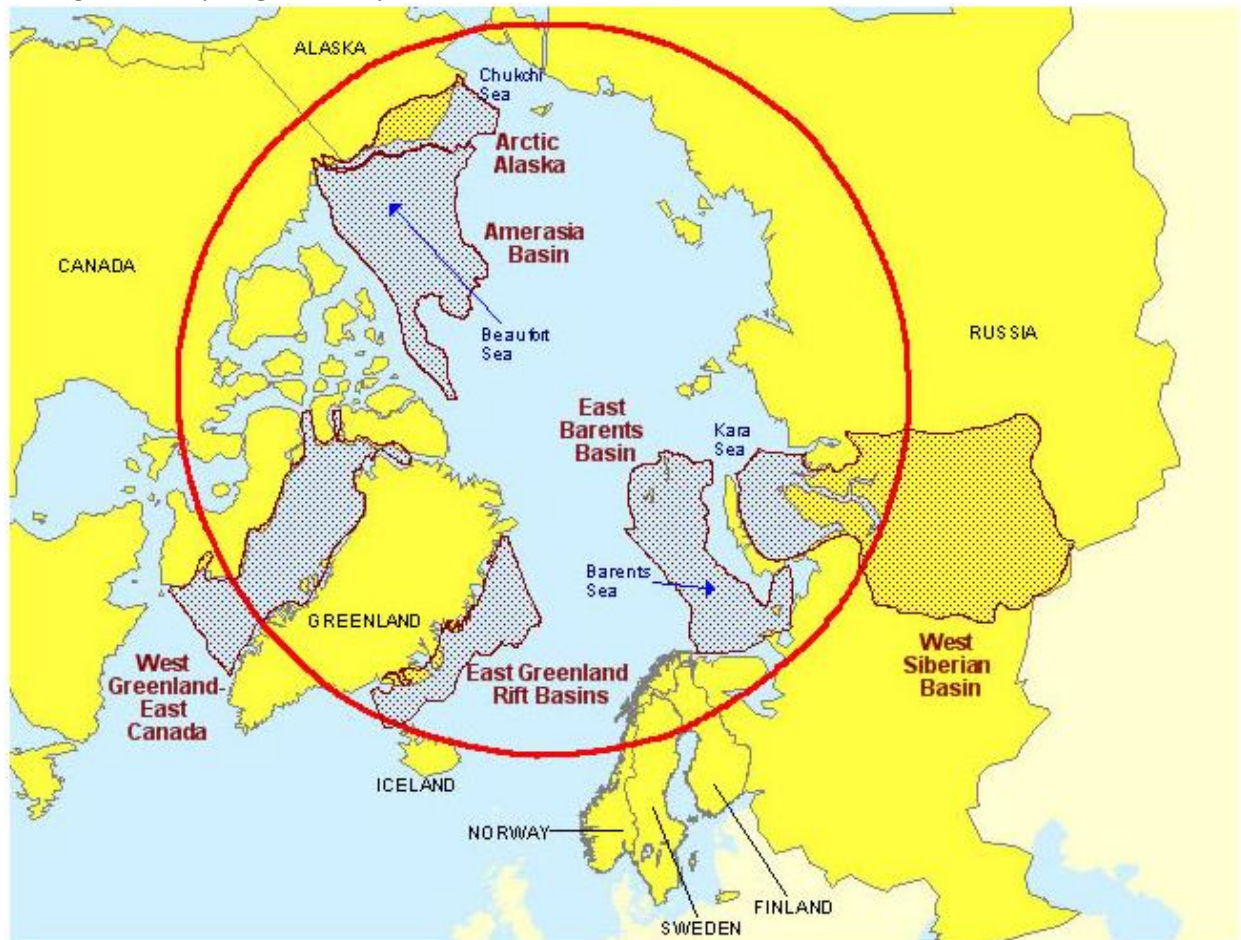 ALASKA
Chukchi
Sea
Arctic
Alaska
Amerasia
Basin
CANADA
Beaufort
Sea
RUSSIA
East
Barents
Basin
Kara
Sea
Barents
Sea
GREENLAND
West
Greenland-
East
Canada
East Greenland
Rift Basins
West
Siberian
Basin
ICELAND
NORWAY
FINLAND
SWEDEN